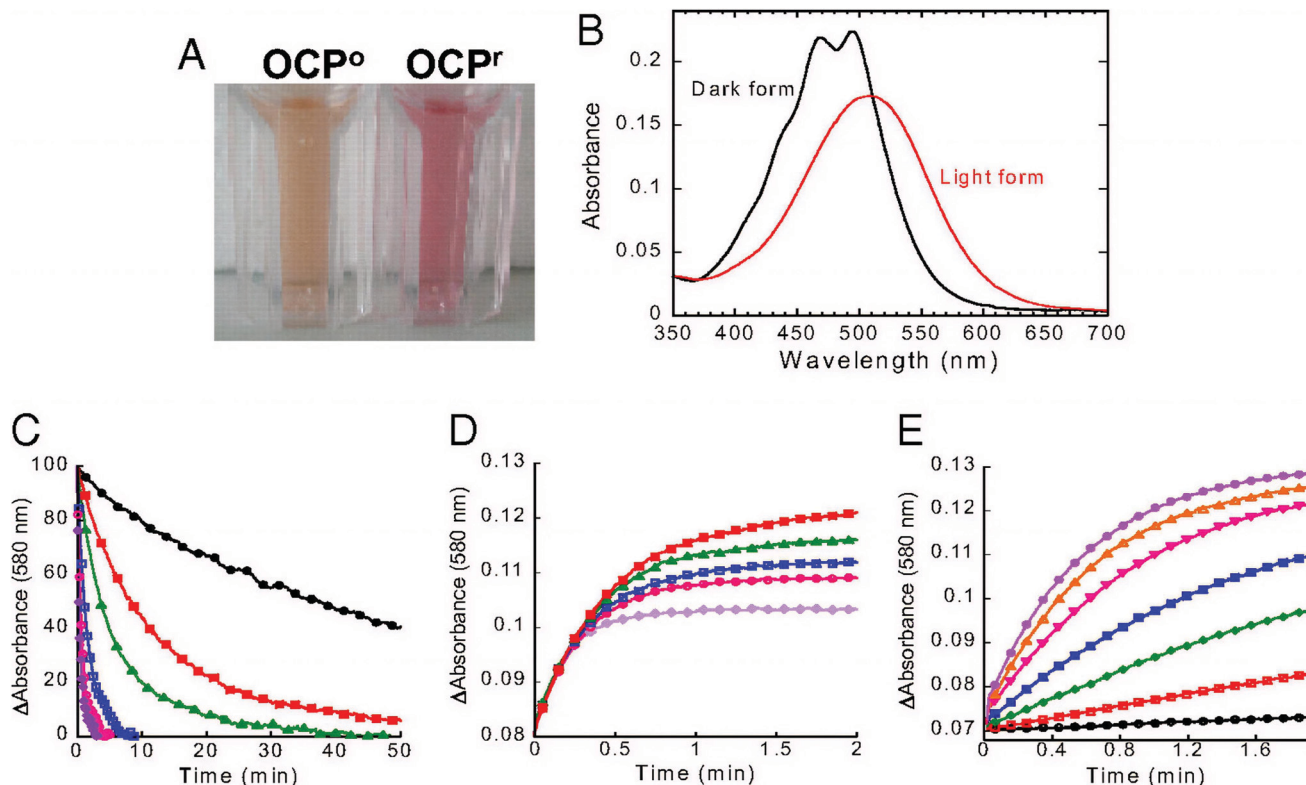 A
OCPᵒ OCPʳ
B
Absorbance
0.2
0.15
0.1
0.05
0
Dark form
Light form
350 400 450 500 550 600 650 700
Wavelength (nm)
C
ΔAbsorbance (580 nm)
100
80
60
40
20
0
0 10 20 30 40 50
Time (min)
D
ΔAbsorbance (580 nm)
0.13
0.12
0.11
0.1
0.09
0.08
0 0.5 1 1.5 2
Time (min)
E
ΔAbsorbance (580 nm)
0.13
0.12
0.11
0.1
0.09
0.08
0.07
0 0.4 0.8 1.2 1.6
Time (min)